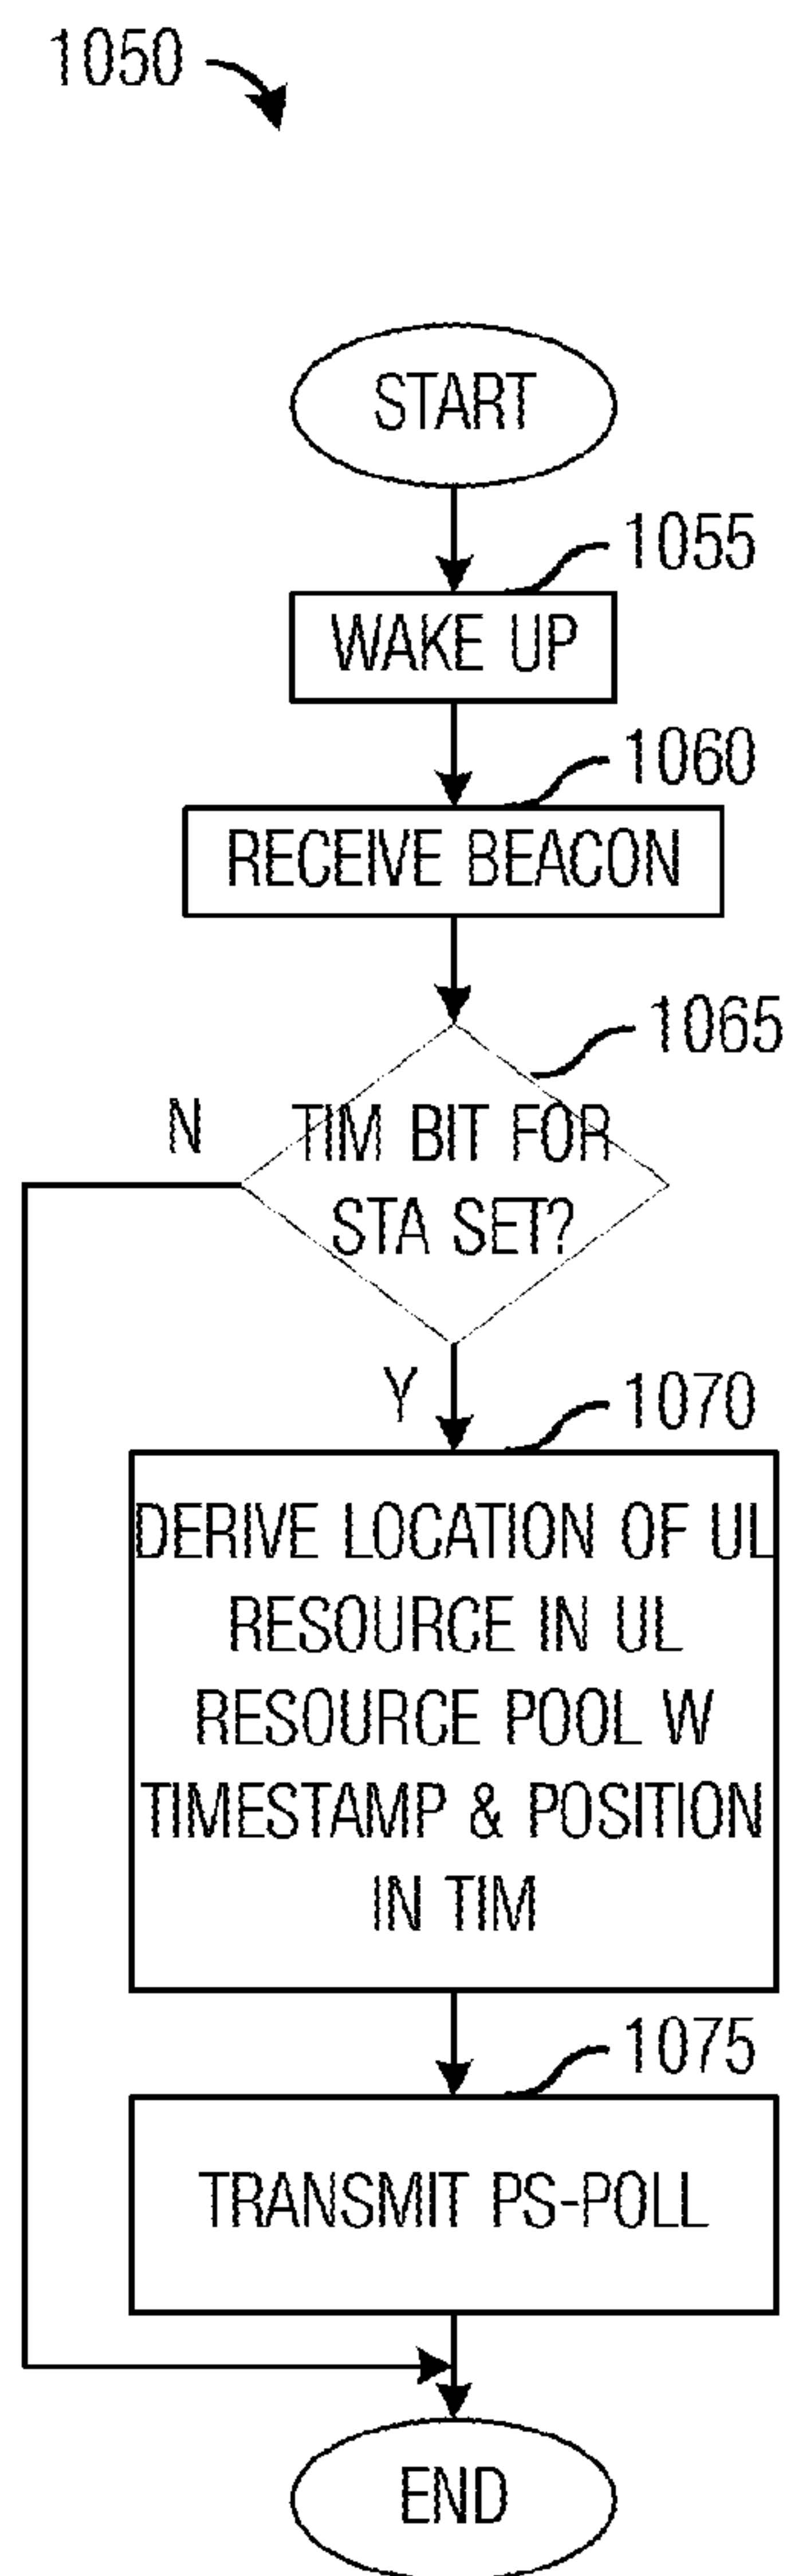 1050
START
1055
WAKE UP
1060
RECEIVE BEACON
1065
N
TIM BIT FOR
STA SET?
Y
1070
DERIVE LOCATION OF UL
RESOURCE IN UL
RESOURCE POOL W
TIMESTAMP & POSITION
IN TIM
1075
TRANSMIT PS-POLL
END